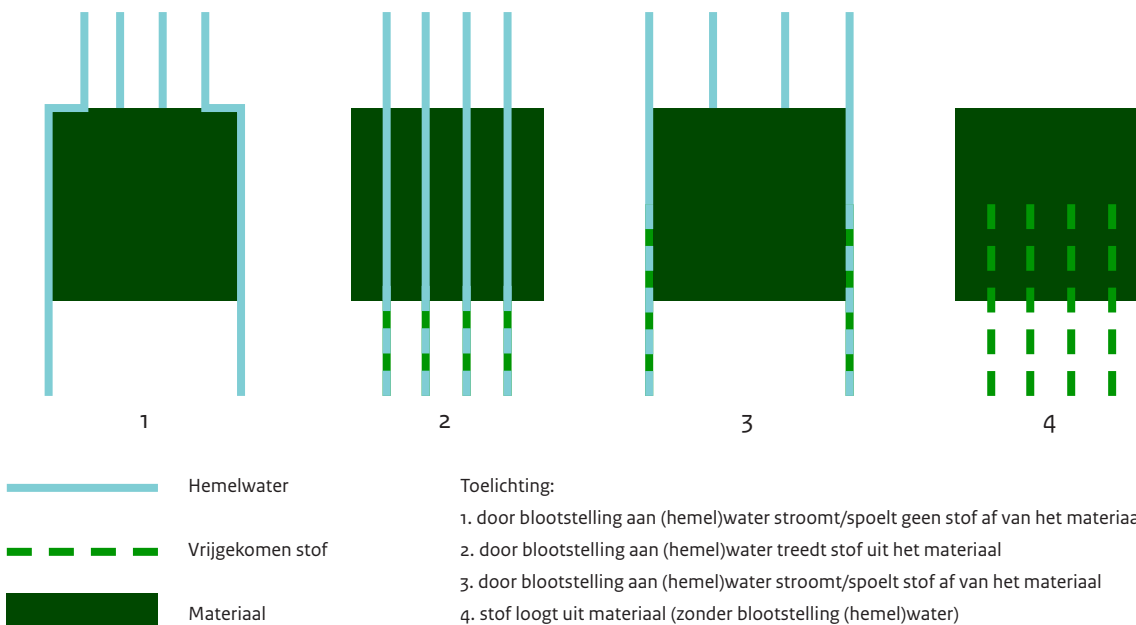 1 2 3 4
Hemelwater
Vrijgekomen stof
Materiaal
Toelichting:
1. door blootstelling aan (hemel)water stroomt/spoelt geen stof af van het materiaa
2. door blootstelling aan (hemel)water treedt stof uit het materiaal
3. door blootstelling aan (hemel)water stroomt/spoelt stof af van het materiaal
4. stof loogt uit materiaal (zonder blootstelling (hemel)water)